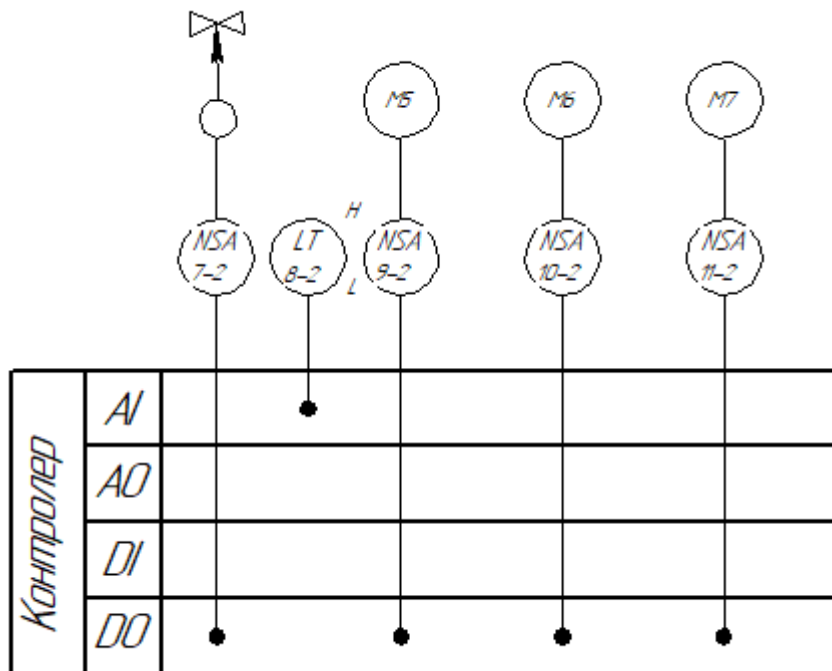 M5
M6
M7
NSA
7-2
LT
8-2
H
L
NSA
9-2
NSA
10-2
NSA
11-2
Контролер
AI
AO
DI
DO